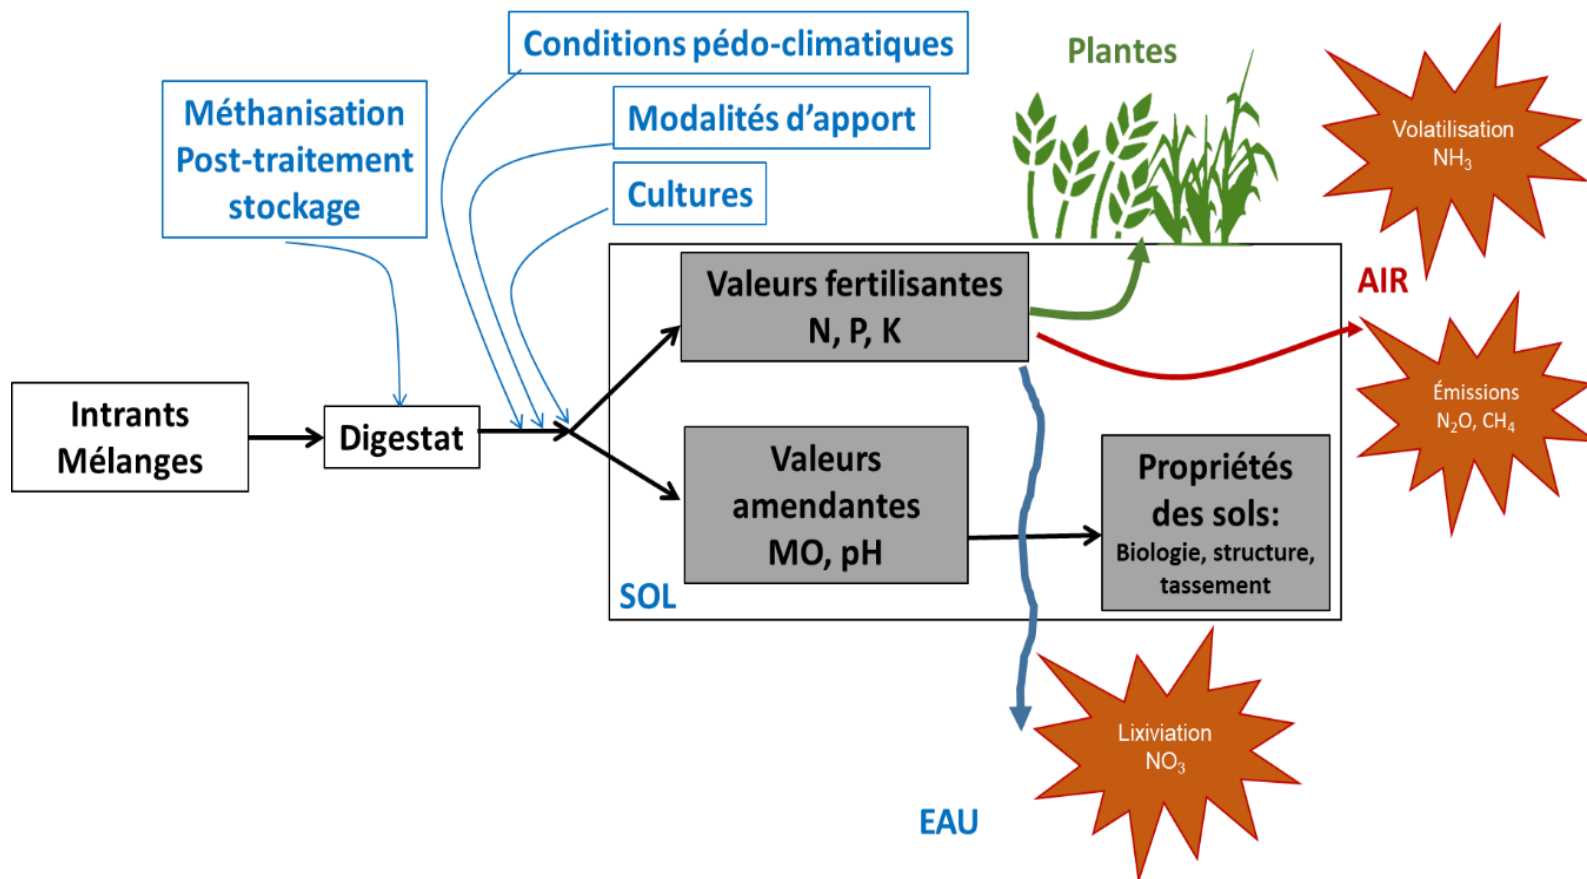 Conditions pédo-climatiques
Plantes
Méthanisation
Post-traitement
stockage
Modalités d’apport
Cultures
Volatilisation
NH₃
Valeurs fertilisantes
N, P, K
AIR
Intrants
Mélanges
Digestat
Émissions
N₂O, CH₄
Valeurs
amendantes
MO, pH
Propriétés
des sols:
Biologie, structure,
tassement
SOL
Lixiviation
NO₃
EAU